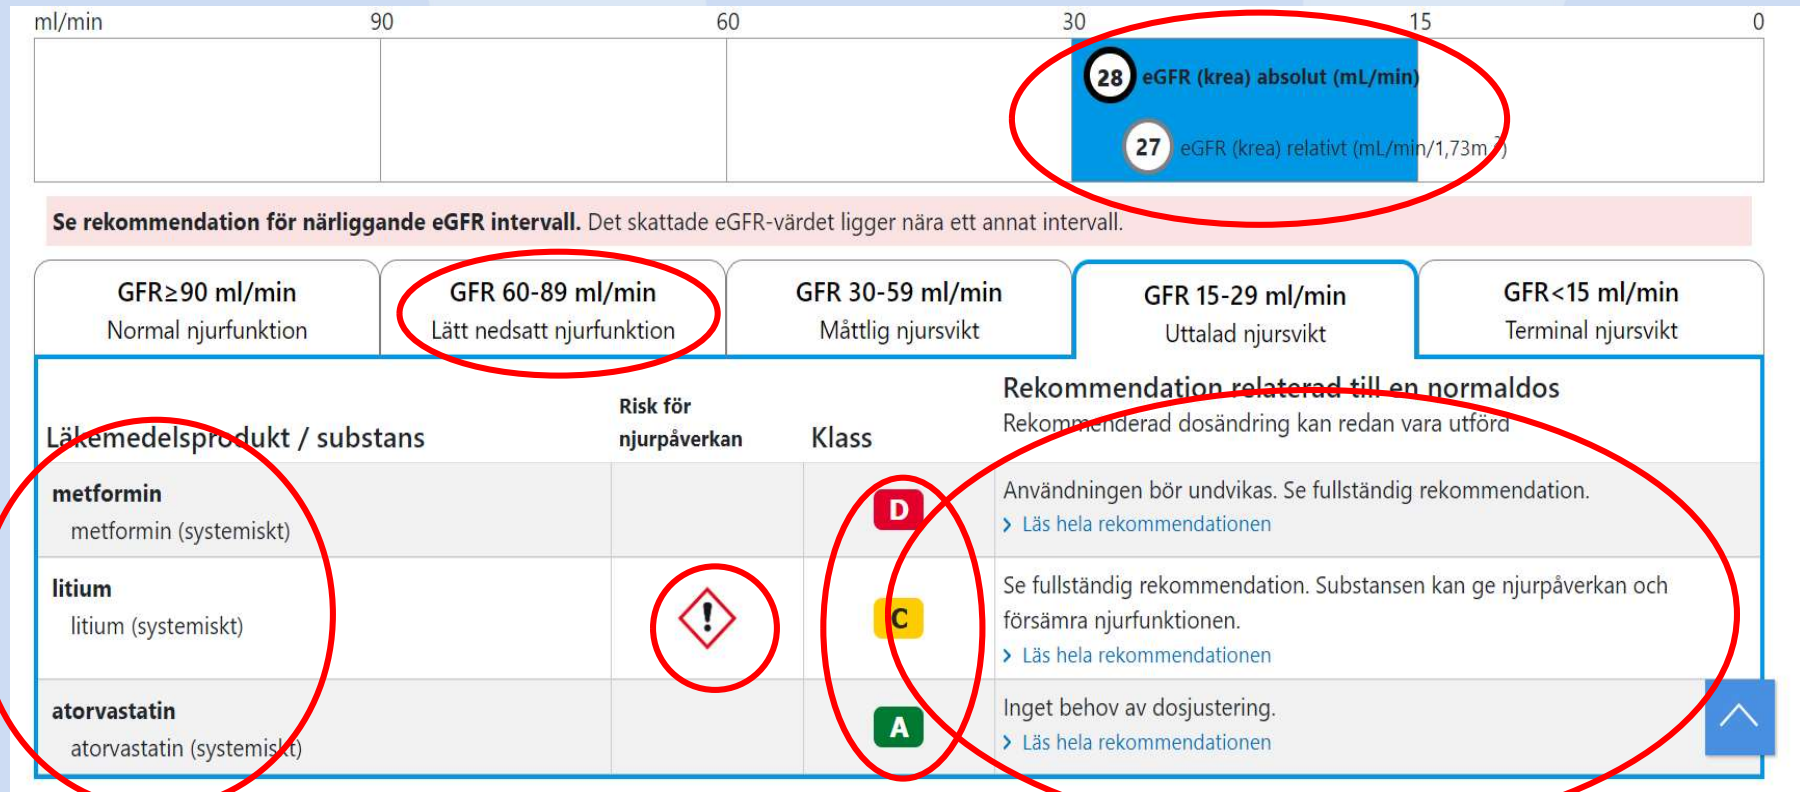 ml/min 90 60 30 15 0
28 eGFR (krea) absolut (mL/min)
27 eGFR (krea) relativt (mL/min/1,73m²)
Se rekommendation för närliggande eGFR intervall. Det skattade eGFR-värdet ligger nära ett annat intervall.
GFR≥90 ml/min
Normal njurfunktion
GFR 60-89 ml/min
Lätt nedsatt njurfunktion
GFR 30-59 ml/min
Måttlig njursvikt
GFR 15-29 ml/min
Uttalad njursvikt
GFR<15 ml/min
Terminal njursvikt
Läkemedelsprodukt / substans
Risk för
njurpåverkan
Klass
Rekommendation relaterad till en normaldos
Rekommenderad dosändring kan redan vara utförd
metformin
metformin (systemiskt)
D
Användningen bör undvikas. Se fullständig rekommendation.
> Läs hela rekommendationen
litium
litium (systemiskt)
!
C
Se fullständig rekommendation. Substansen kan ge njurpåverkan och
försämra njurfunktionen.
> Läs hela rekommendationen
atorvastatin
atorvastatin (systemiskt)
A
Inget behov av dosjustering.
> Läs hela rekommendationen